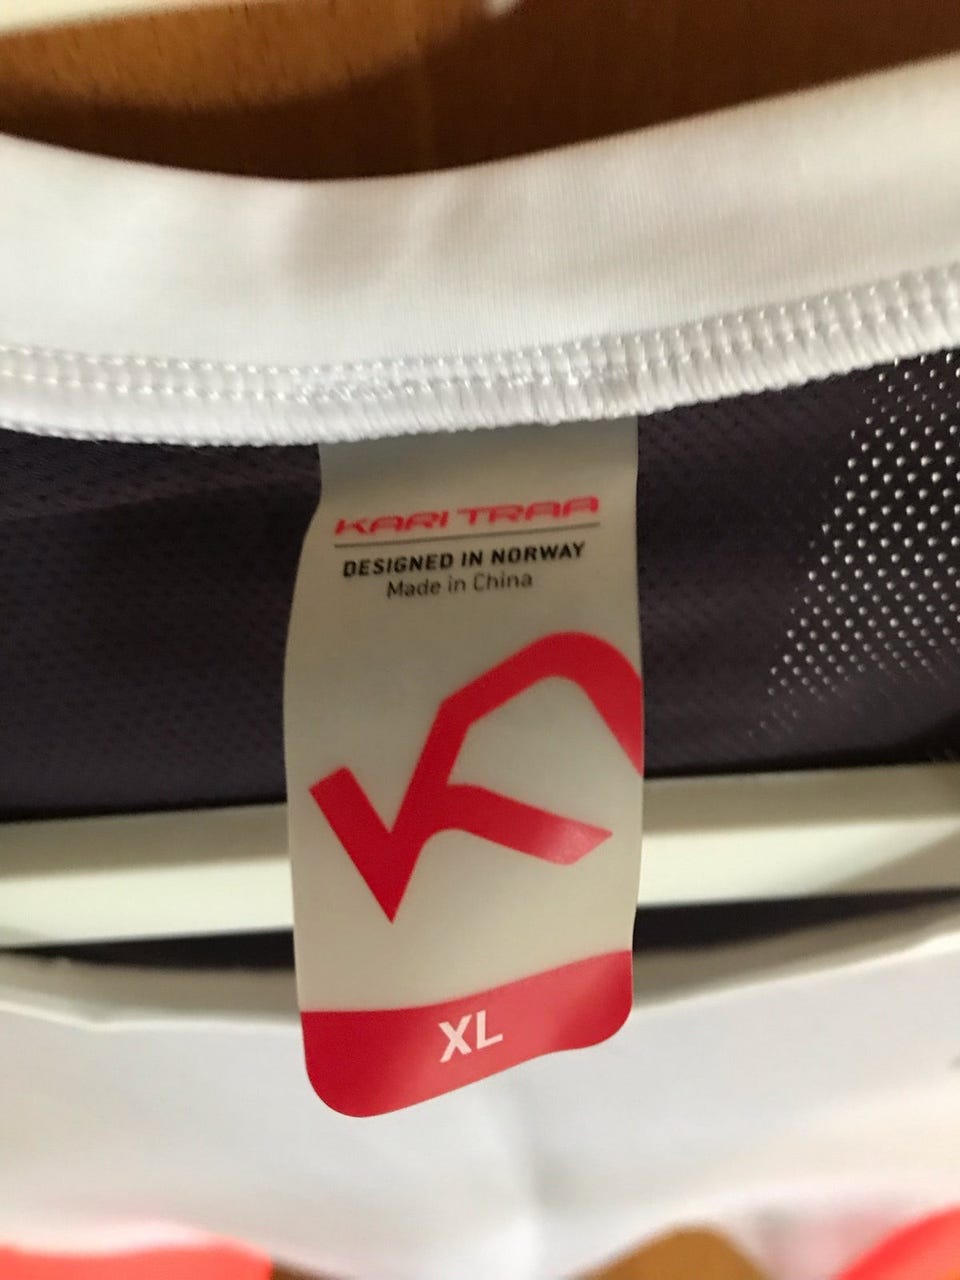 KARI TRAA
DESIGNED IN NORWAY
Made in China
XL